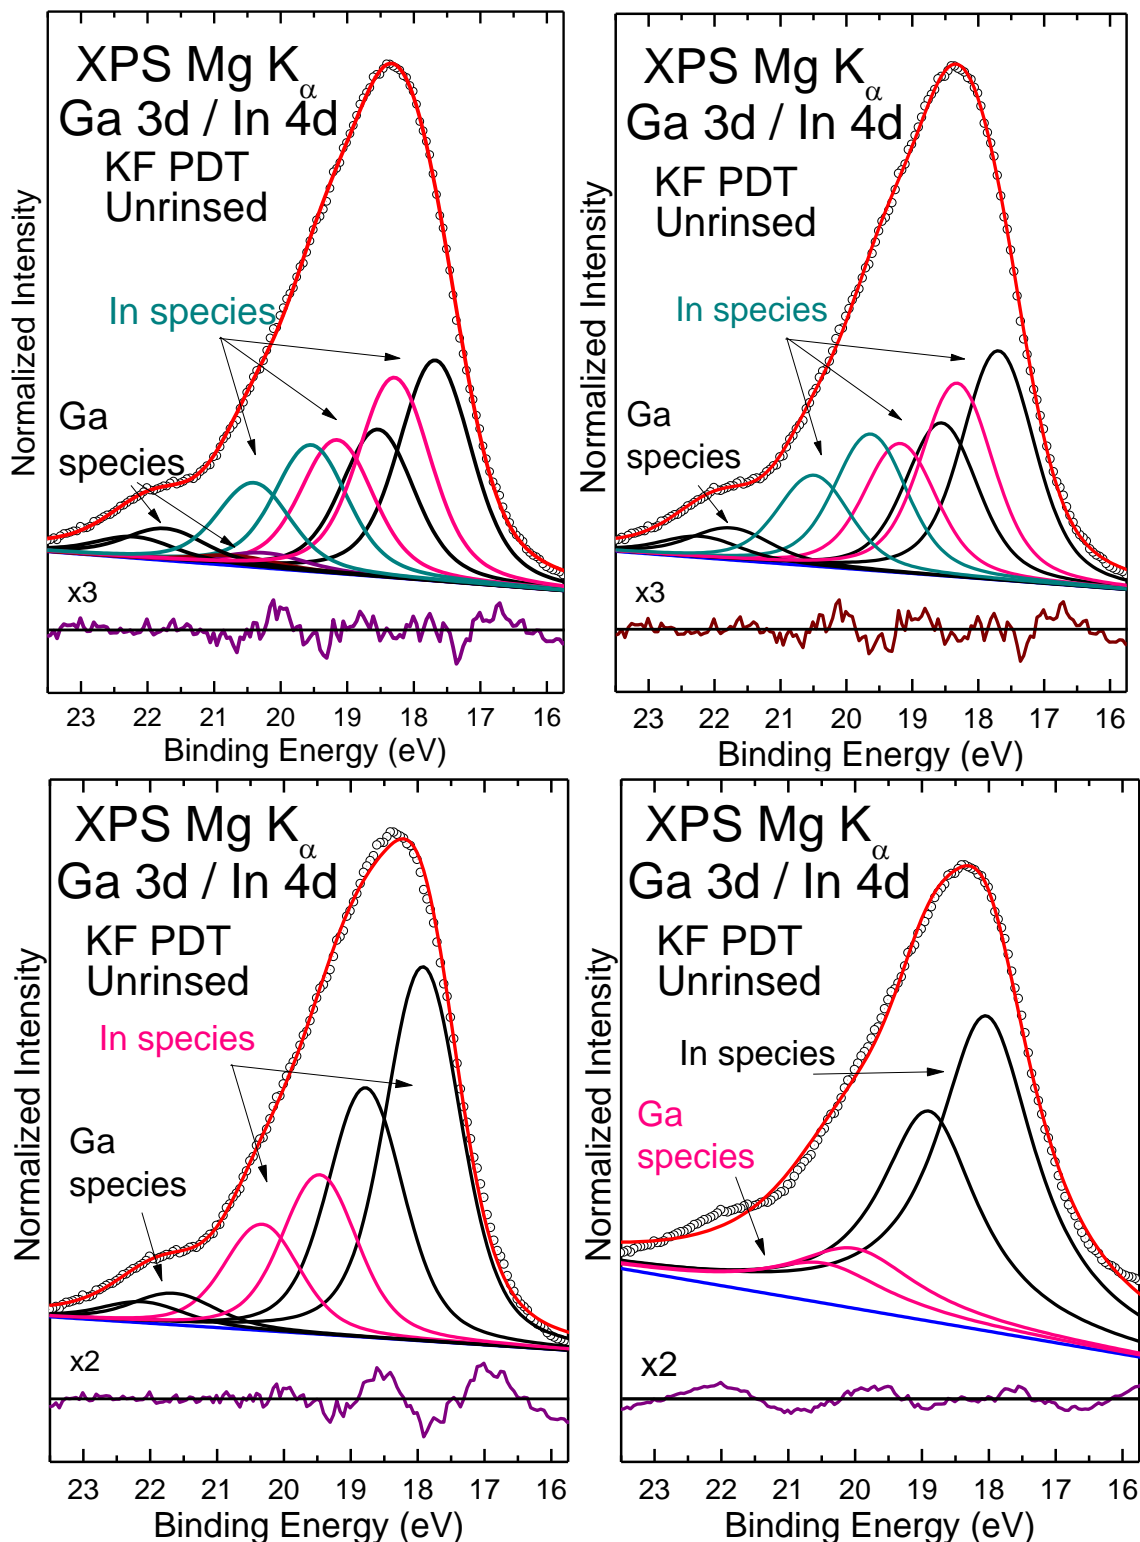 XPS Mg Kα
Ga 3d / In 4d
KF PDT
Unrinsed
In species
Ga
species
x3
Normalized Intensity
23 22 21 20 19 18 17 16
Binding Energy (eV)
XPS Mg Kα
Ga 3d / In 4d
KF PDT
Unrinsed
In species
Ga
species
x3
Normalized Intensity
23 22 21 20 19 18 17 16
Binding Energy (eV)
XPS Mg Kα
Ga 3d / In 4d
KF PDT
Unrinsed
In species
Ga
species
x2
Normalized Intensity
23 22 21 20 19 18 17 16
Binding Energy (eV)
XPS Mg Kα
Ga 3d / In 4d
KF PDT
Unrinsed
In species
Ga
species
x2
Normalized Intensity
23 22 21 20 19 18 17 16
Binding Energy (eV)